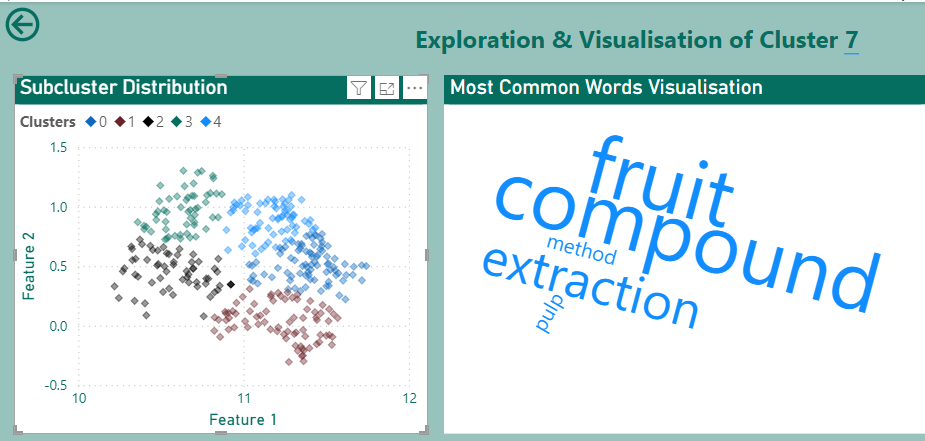 Exploration & Visualisation of Cluster 7
Subcluster Distribution
Clusters 0 1 2 3 4
1.5
1.0
0.5
0.0
-0.5
Feature 2
10 11 12
Feature 1
Most Common Words Visualisation
fruit
compound
method
extraction
pulp